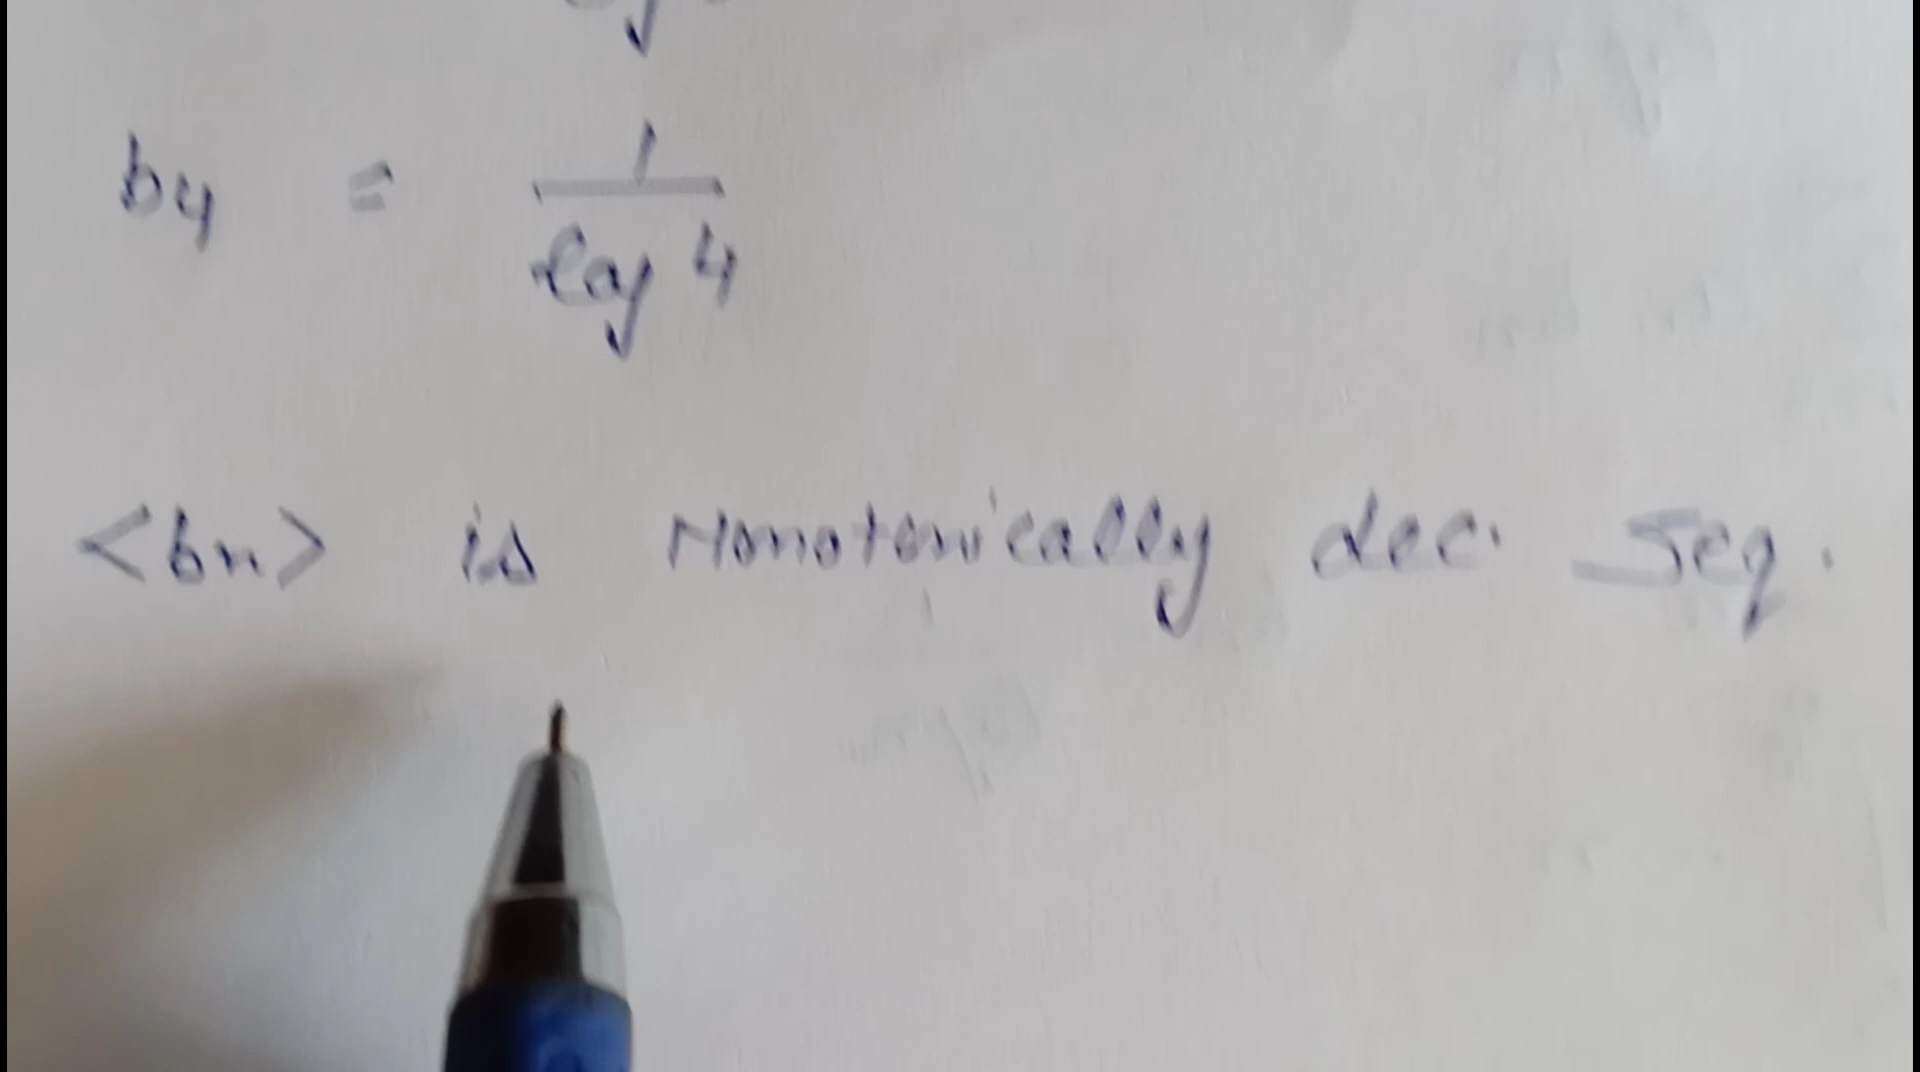 b4 = 1
log 4
<bn> is Monotonically dec. Seq.